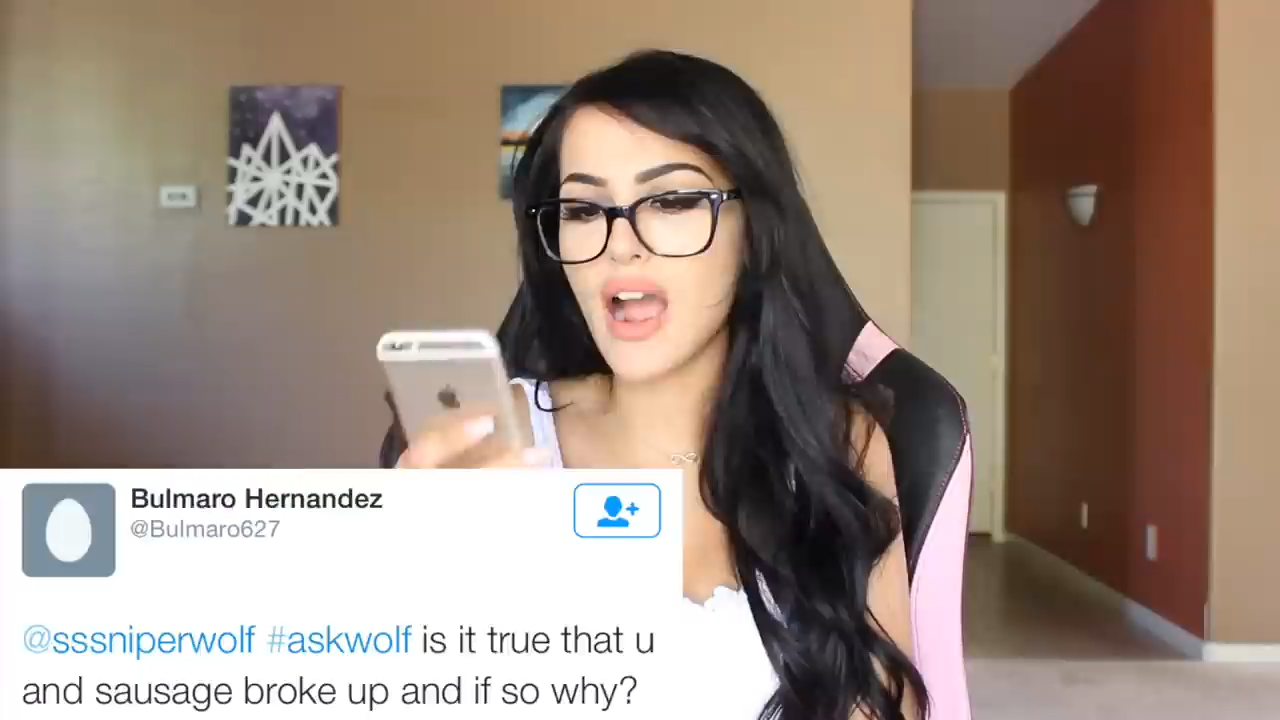 Bulmaro Hernandez
@Bulmaro627
@sssniperwolf #askwolf is it true that u
and sausage broke up and if so why?